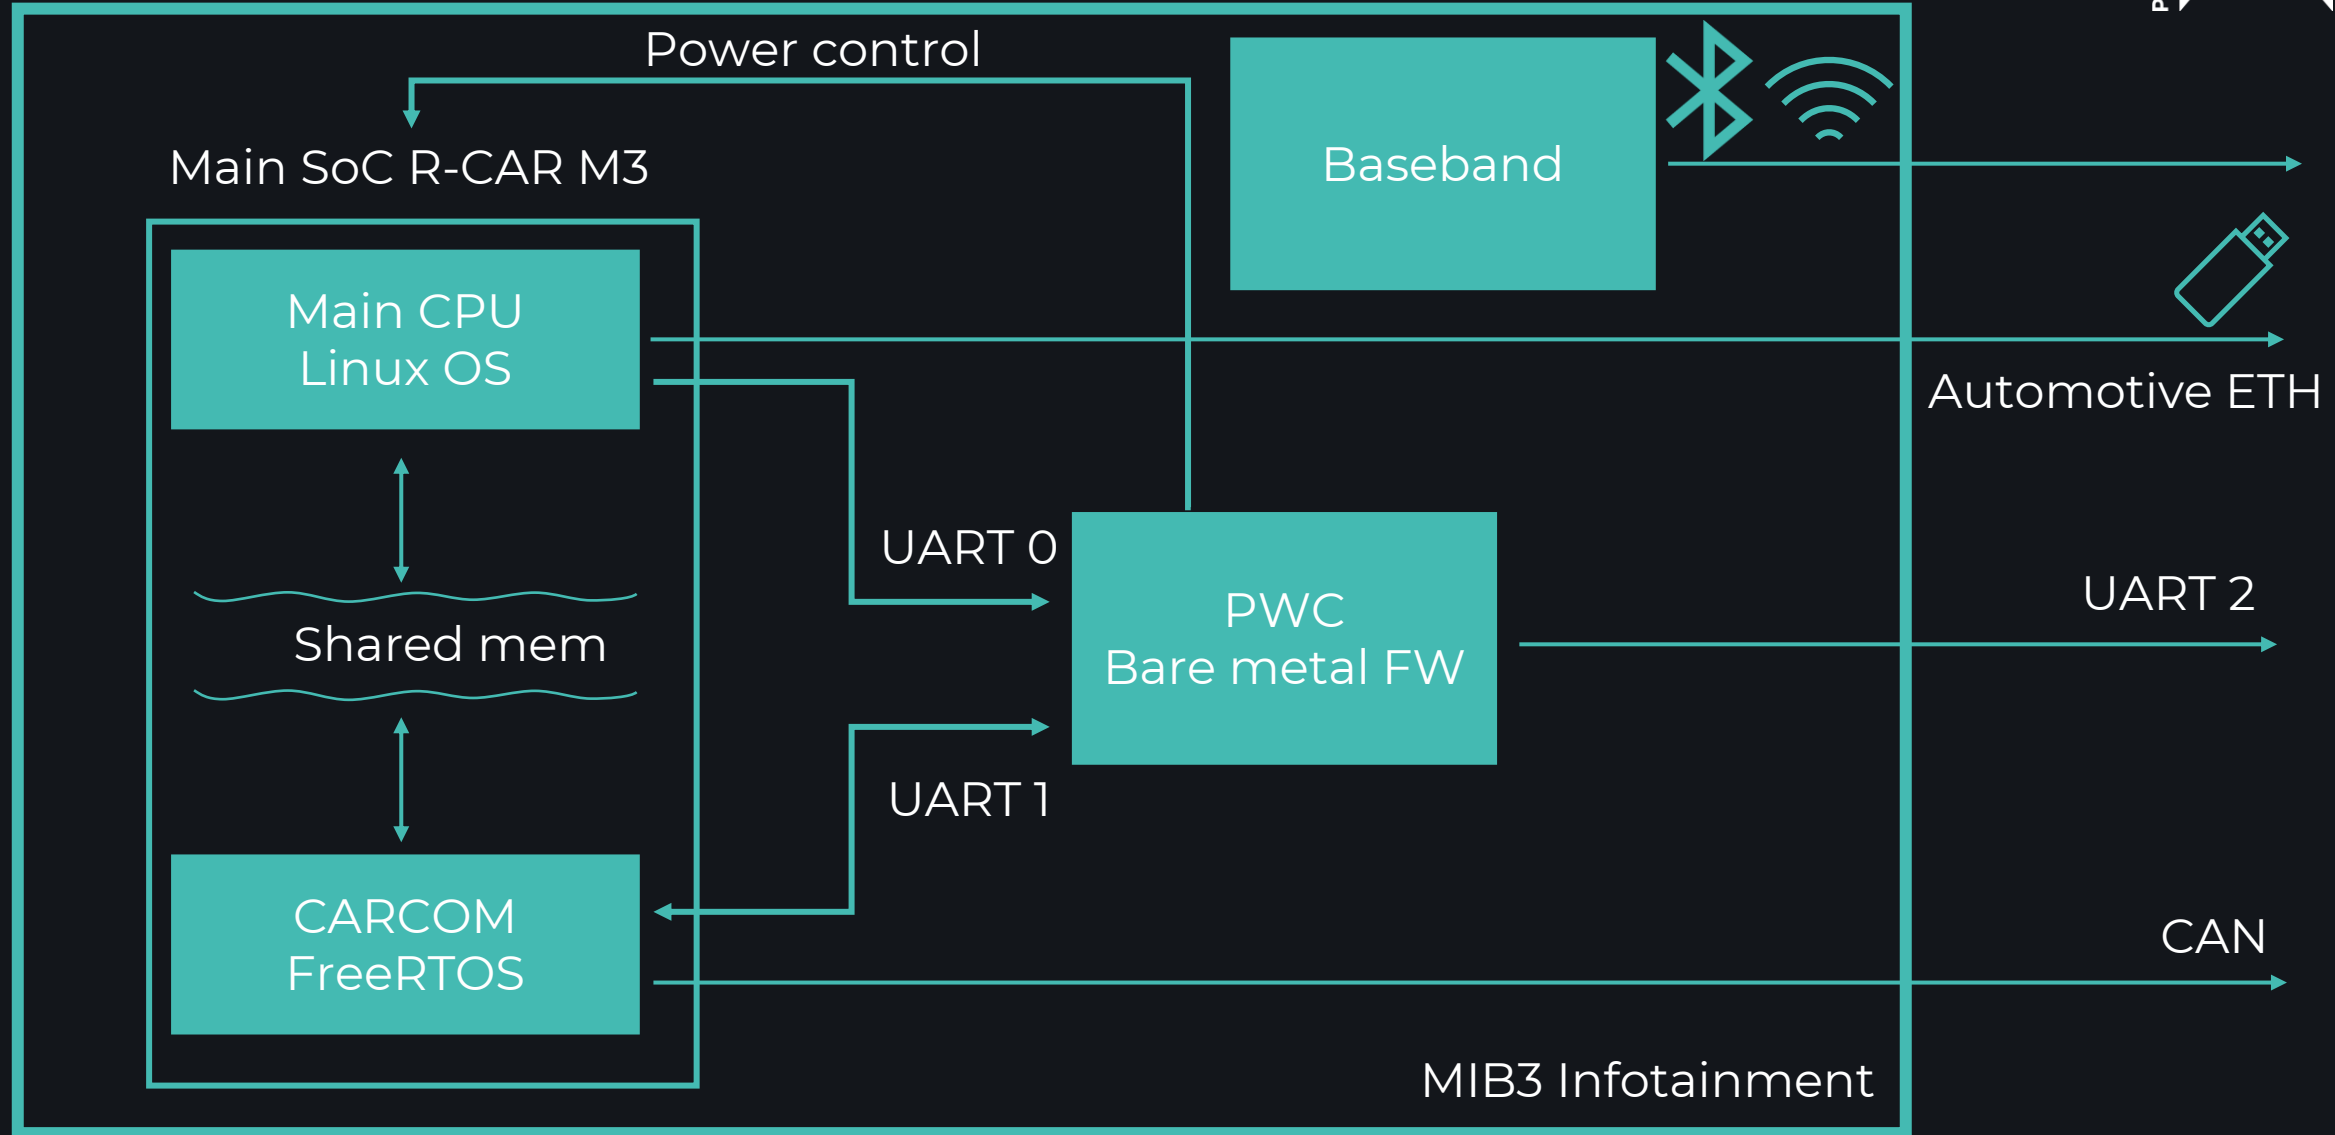 Power control
Main SoC R-CAR M3
Baseband
Main CPU
Linux OS
Automotive ETH
UART 0
PWC
Bare metal FW
UART 2
Shared mem
UART 1
CARCOM
FreeRTOS
CAN
MIB3 Infotainment